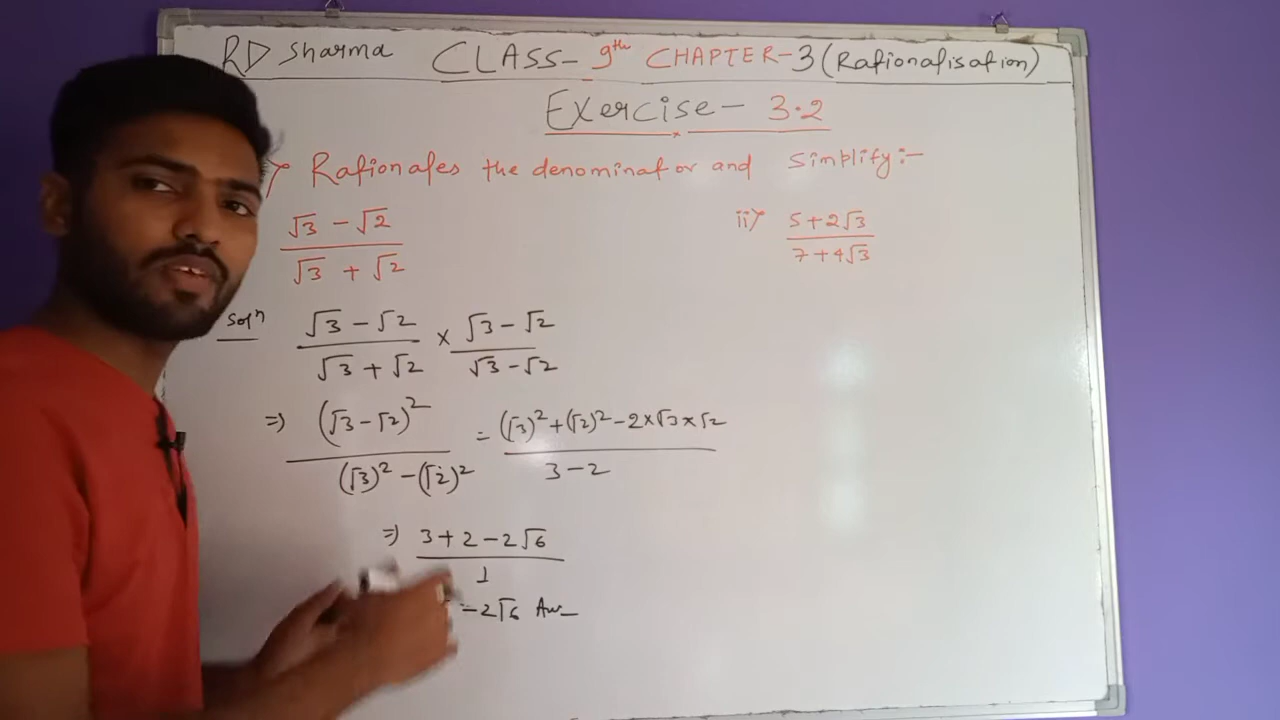 RD Sharma CLASS- 9th CHAPTER-3 (Rationalisation)
Exercise- 3.2
Rationales the denominator and Simplify:-
√3 - √2 / √3 + √2
ii> 5+2√3 / 7+4√3
Solⁿ √3 - √2 / √3 + √2 × √3 - √2 / √3 - √2
=> (√3 - √2)² / (√3)² - (√2)² = (√3)² + (√2)² - 2×√3×√2 / 3-2
=> 3+2-2√6 / 1
-2√6 Ans